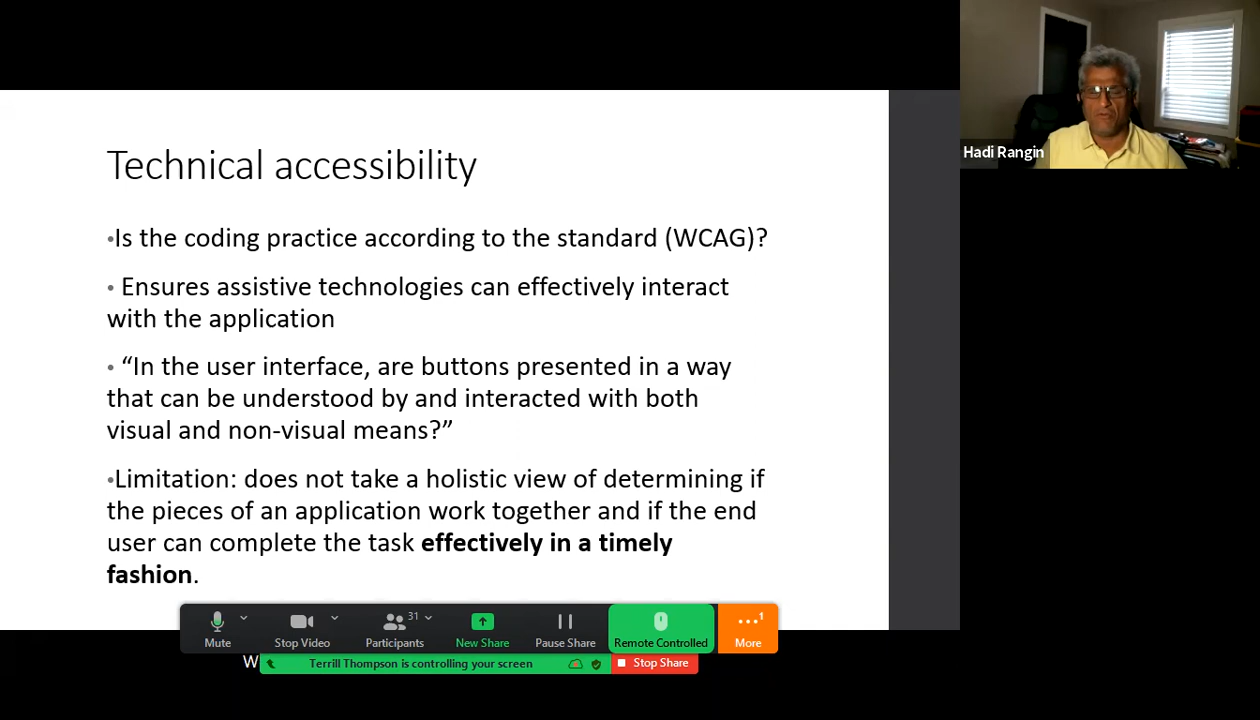 Technical accessibility
•Is the coding practice according to the standard (WCAG)?
• Ensures assistive technologies can effectively interact
with the application
• “In the user interface, are buttons presented in a way
that can be understood by and interacted with both
visual and non-visual means?”
•Limitation: does not take a holistic view of determining if
the pieces of an application work together and if the end
user can complete the task effectively in a timely
fashion.
Hadi Rangin
31
1
Mute
Stop Video
Participants
New Share
Pause Share
Remote Controlled
More
W
Terrill Thompson is controlling your screen
Stop Share